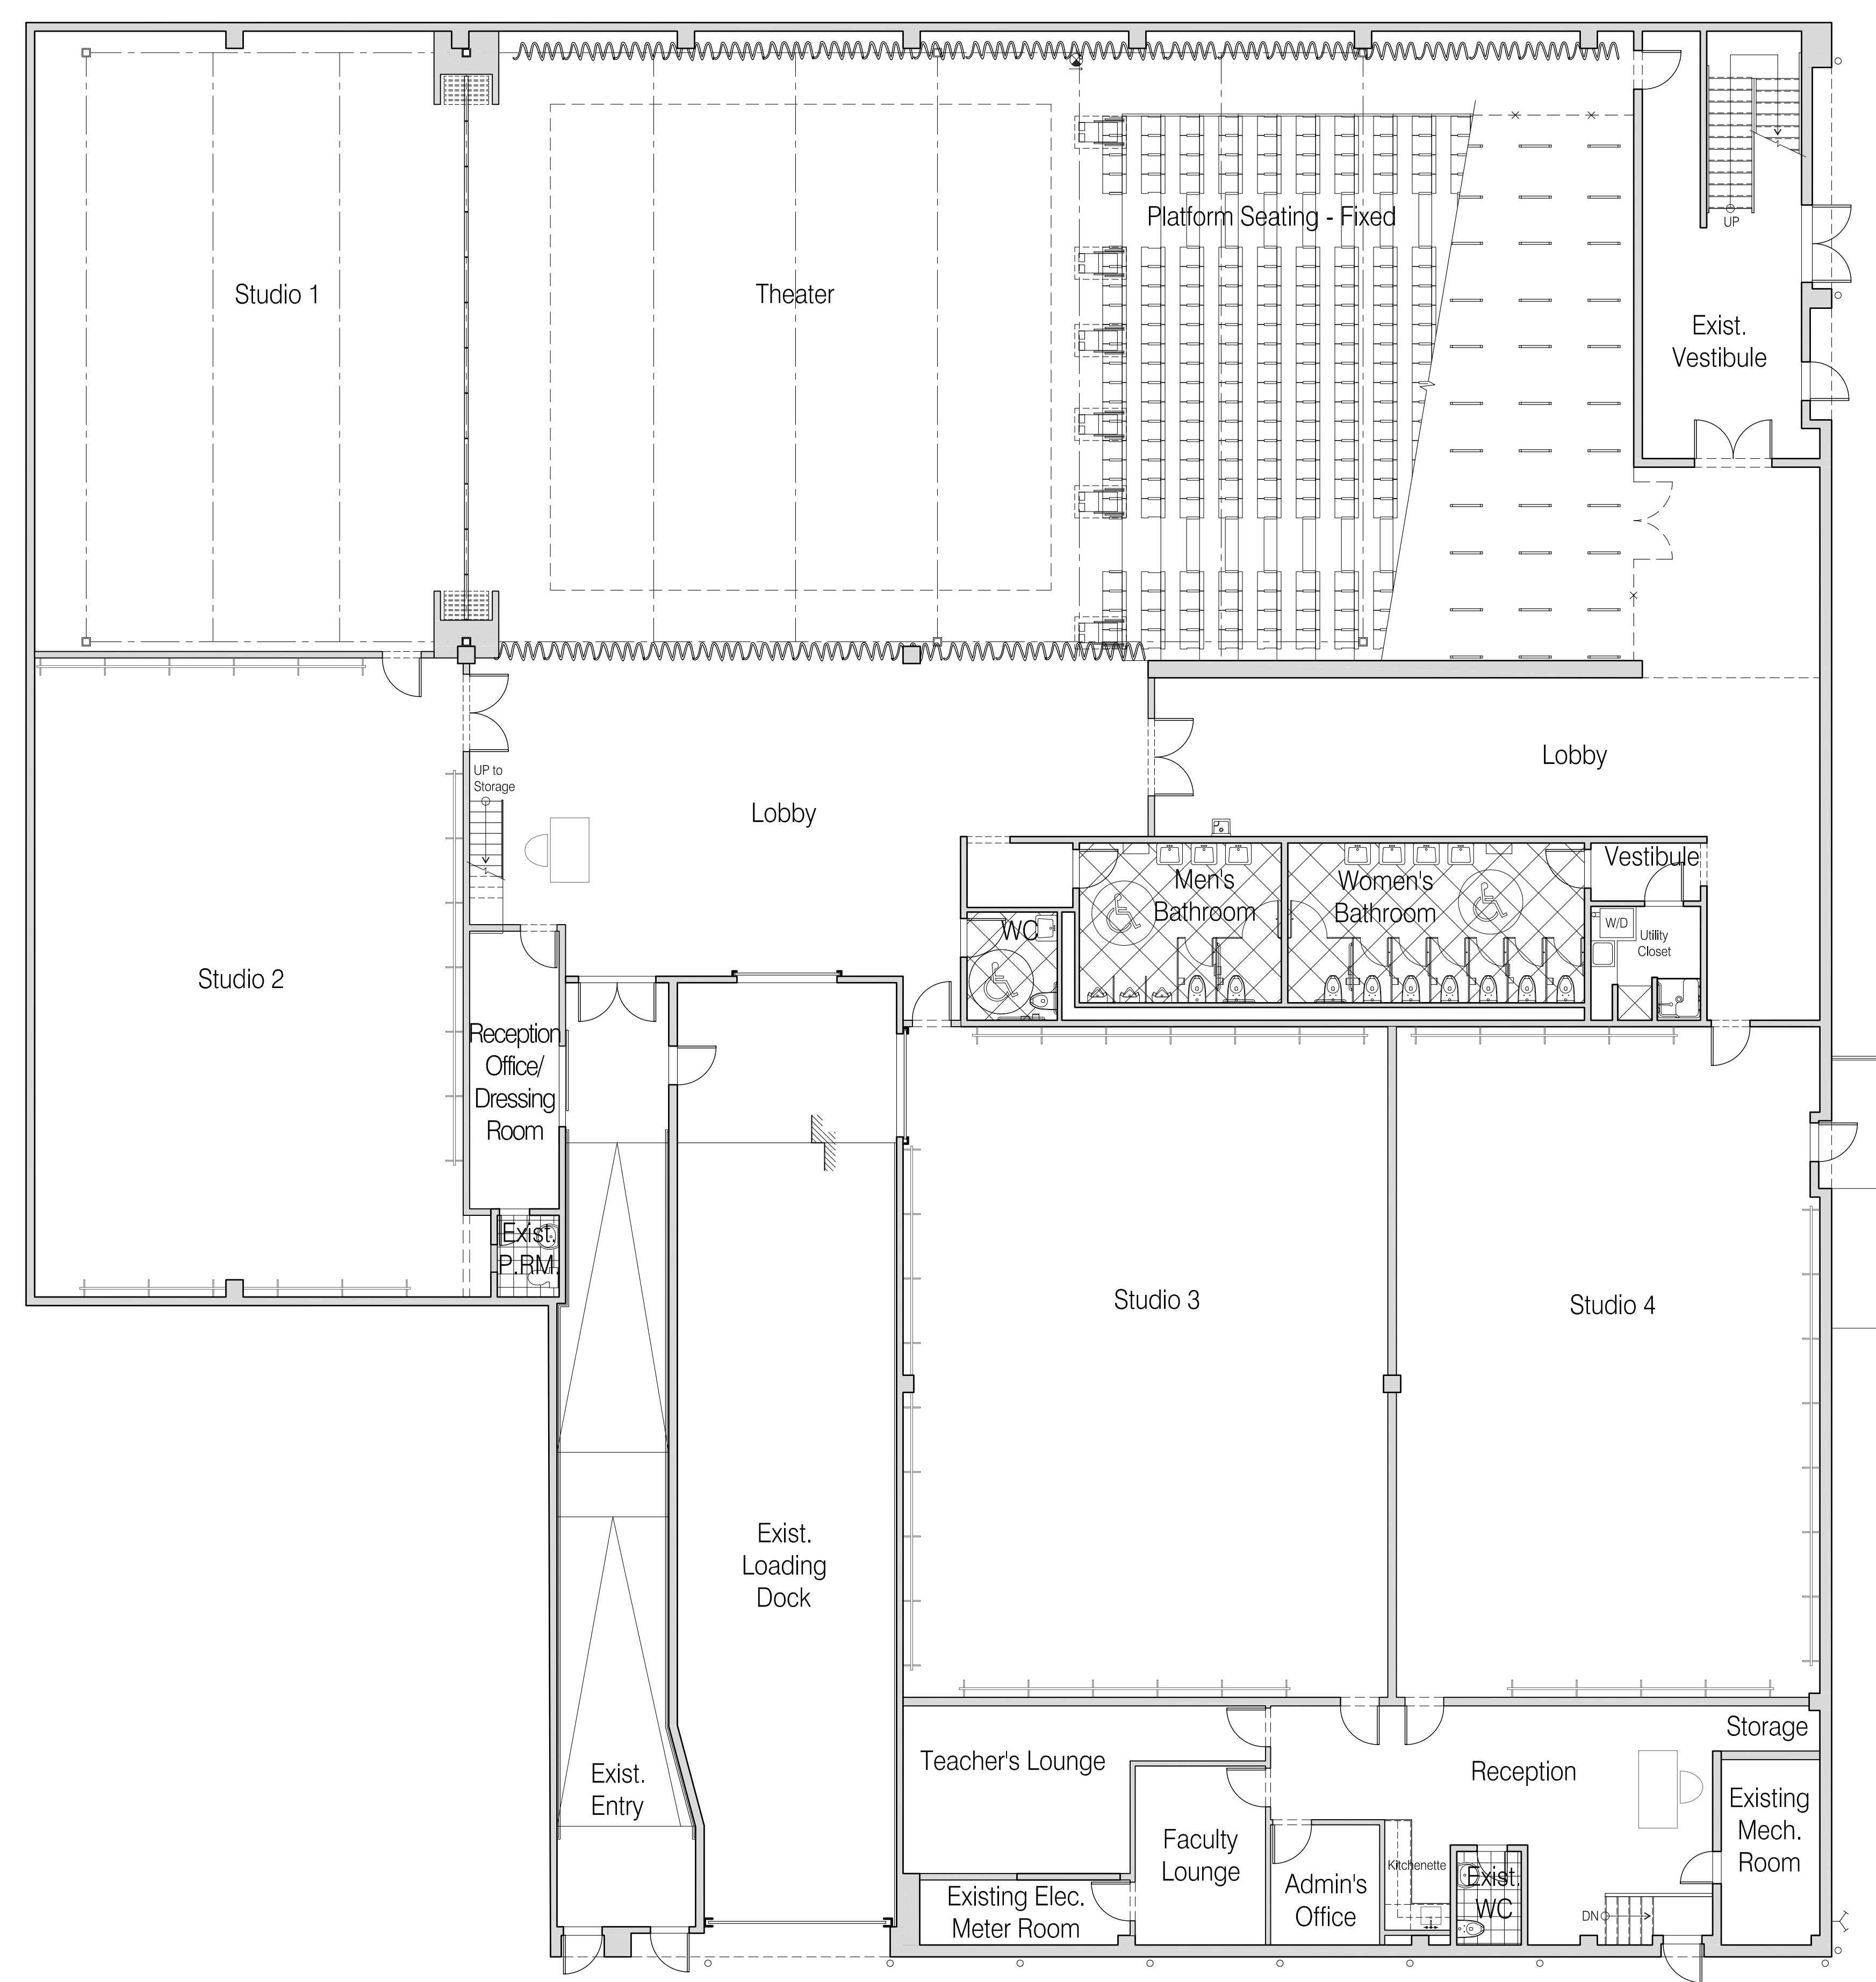 Platform Seating - Fixed
UP
Studio 1
Theater
Exist.
Vestibule
UP to
Storage
Lobby
Lobby
Vestibule
Men's
Bathroom
Women's
Bathroom
WC
W/D
Utility
Closet
Studio 2
Reception
Office/
Dressing
Room
Exist.
P.RM.
Studio 3
Studio 4
Exist.
Loading
Dock
Exist.
Entry
Teacher's Lounge
Storage
Reception
Existing
Mech.
Room
Faculty
Lounge
Kitchenette
Admin's
Office
Exist.
WC
Existing Elec.
Meter Room
DN